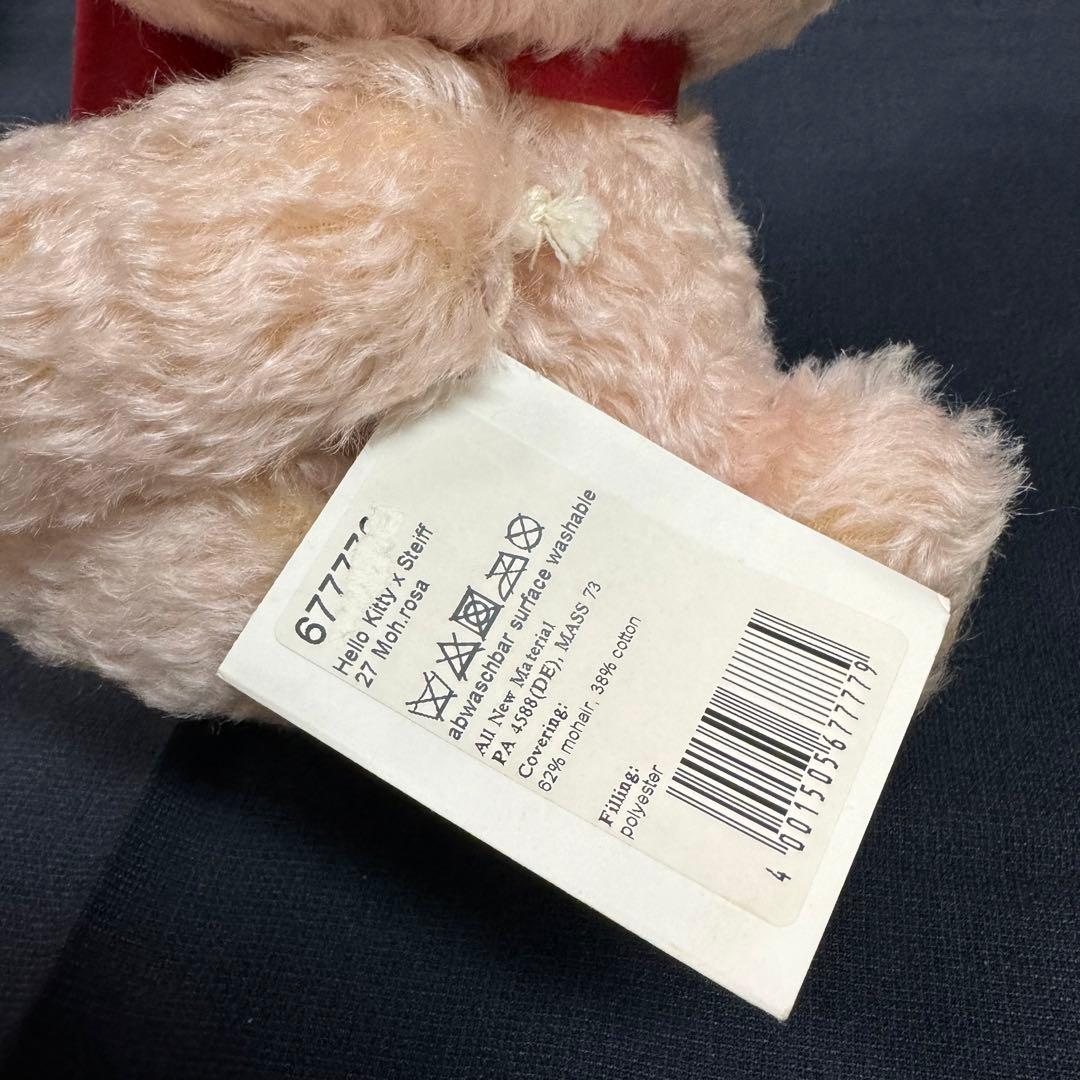 Hello Kitty x Steiff
27 Moh.rosa
abwaschbar surface washable
All New Material
PA 4588(DE), MASS 73
Covering:
62% mohair, 38% cotton
Filling:
polyester
4 001505 677779